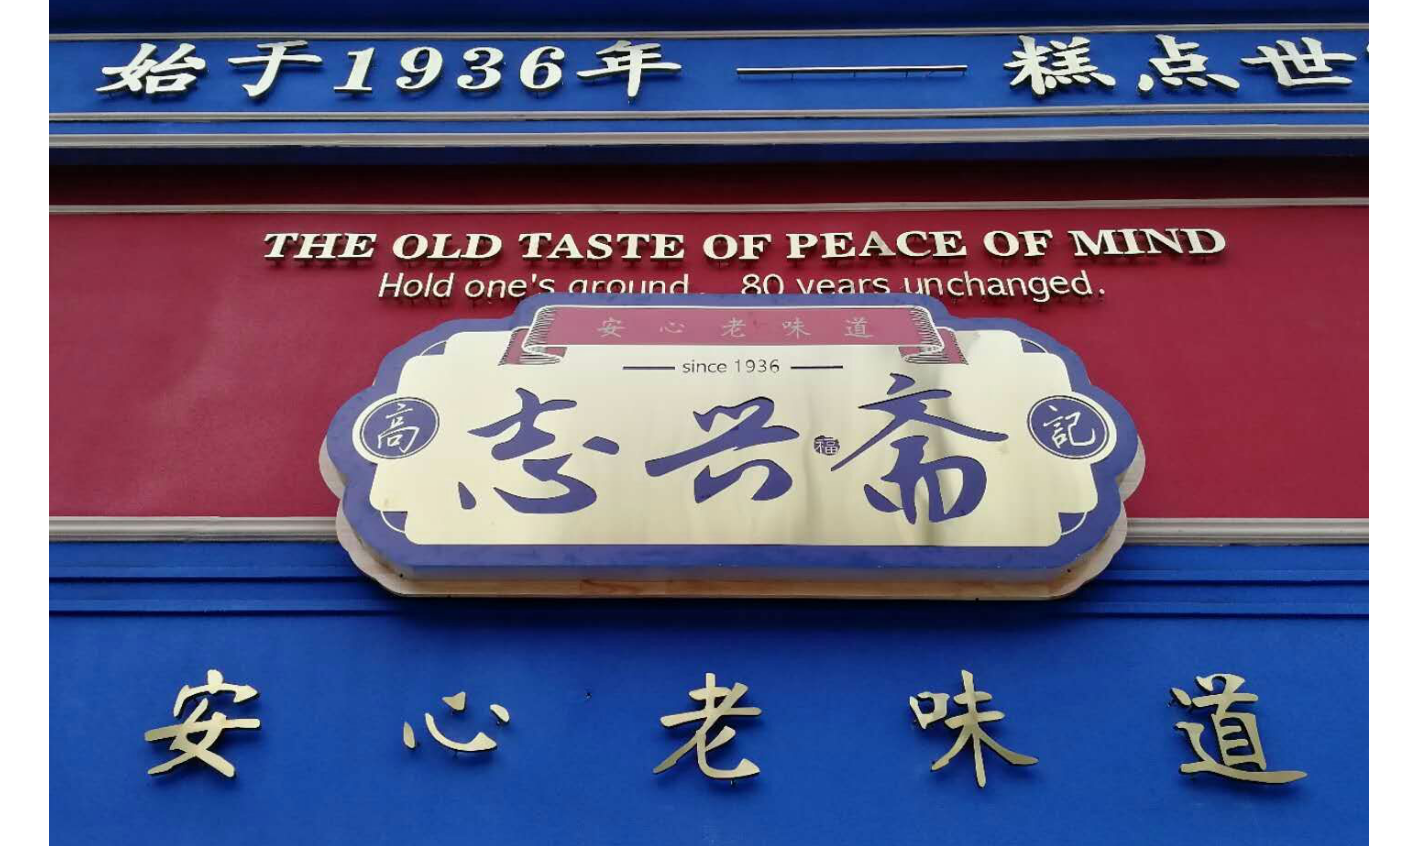 始于1936年 —— 糕点世
THE OLD TASTE OF PEACE OF MIND
Hold one's ground. 80 years unchanged.
安心老味道
since 1936
高 志兴斋 記
福
安心老味道